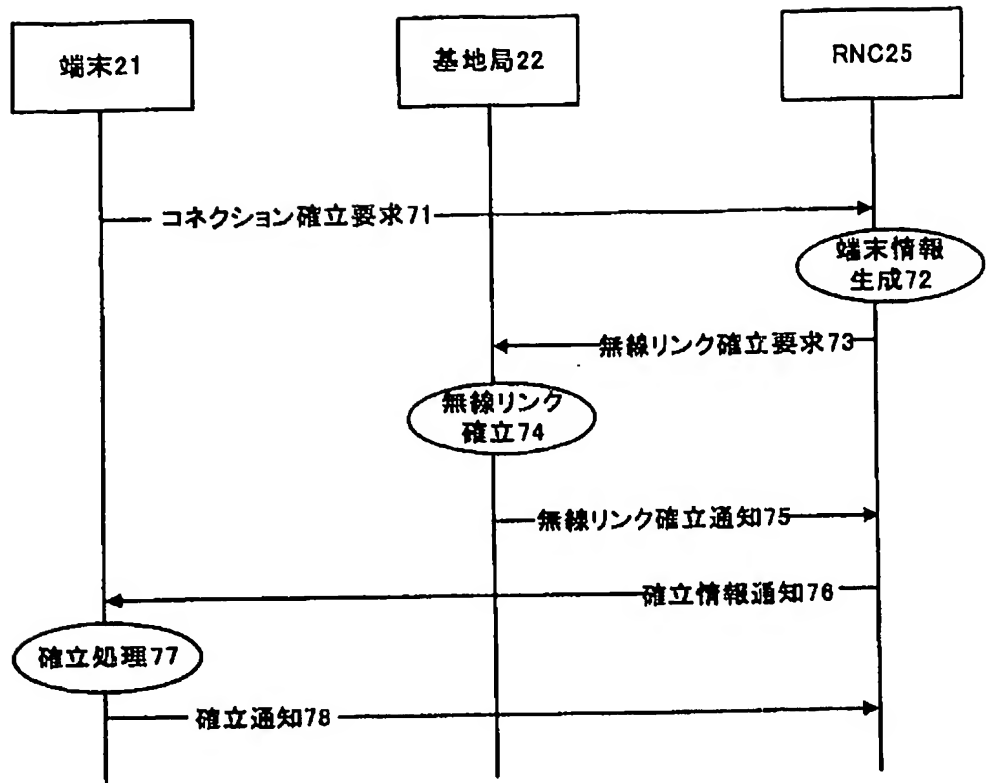 端末21
基地局22
RNC25
コネクション確立要求71
端末情報
生成72
無線リンク確立要求73
無線リンク
確立74
無線リンク確立通知75
確立情報通知76
確立処理77
確立通知78